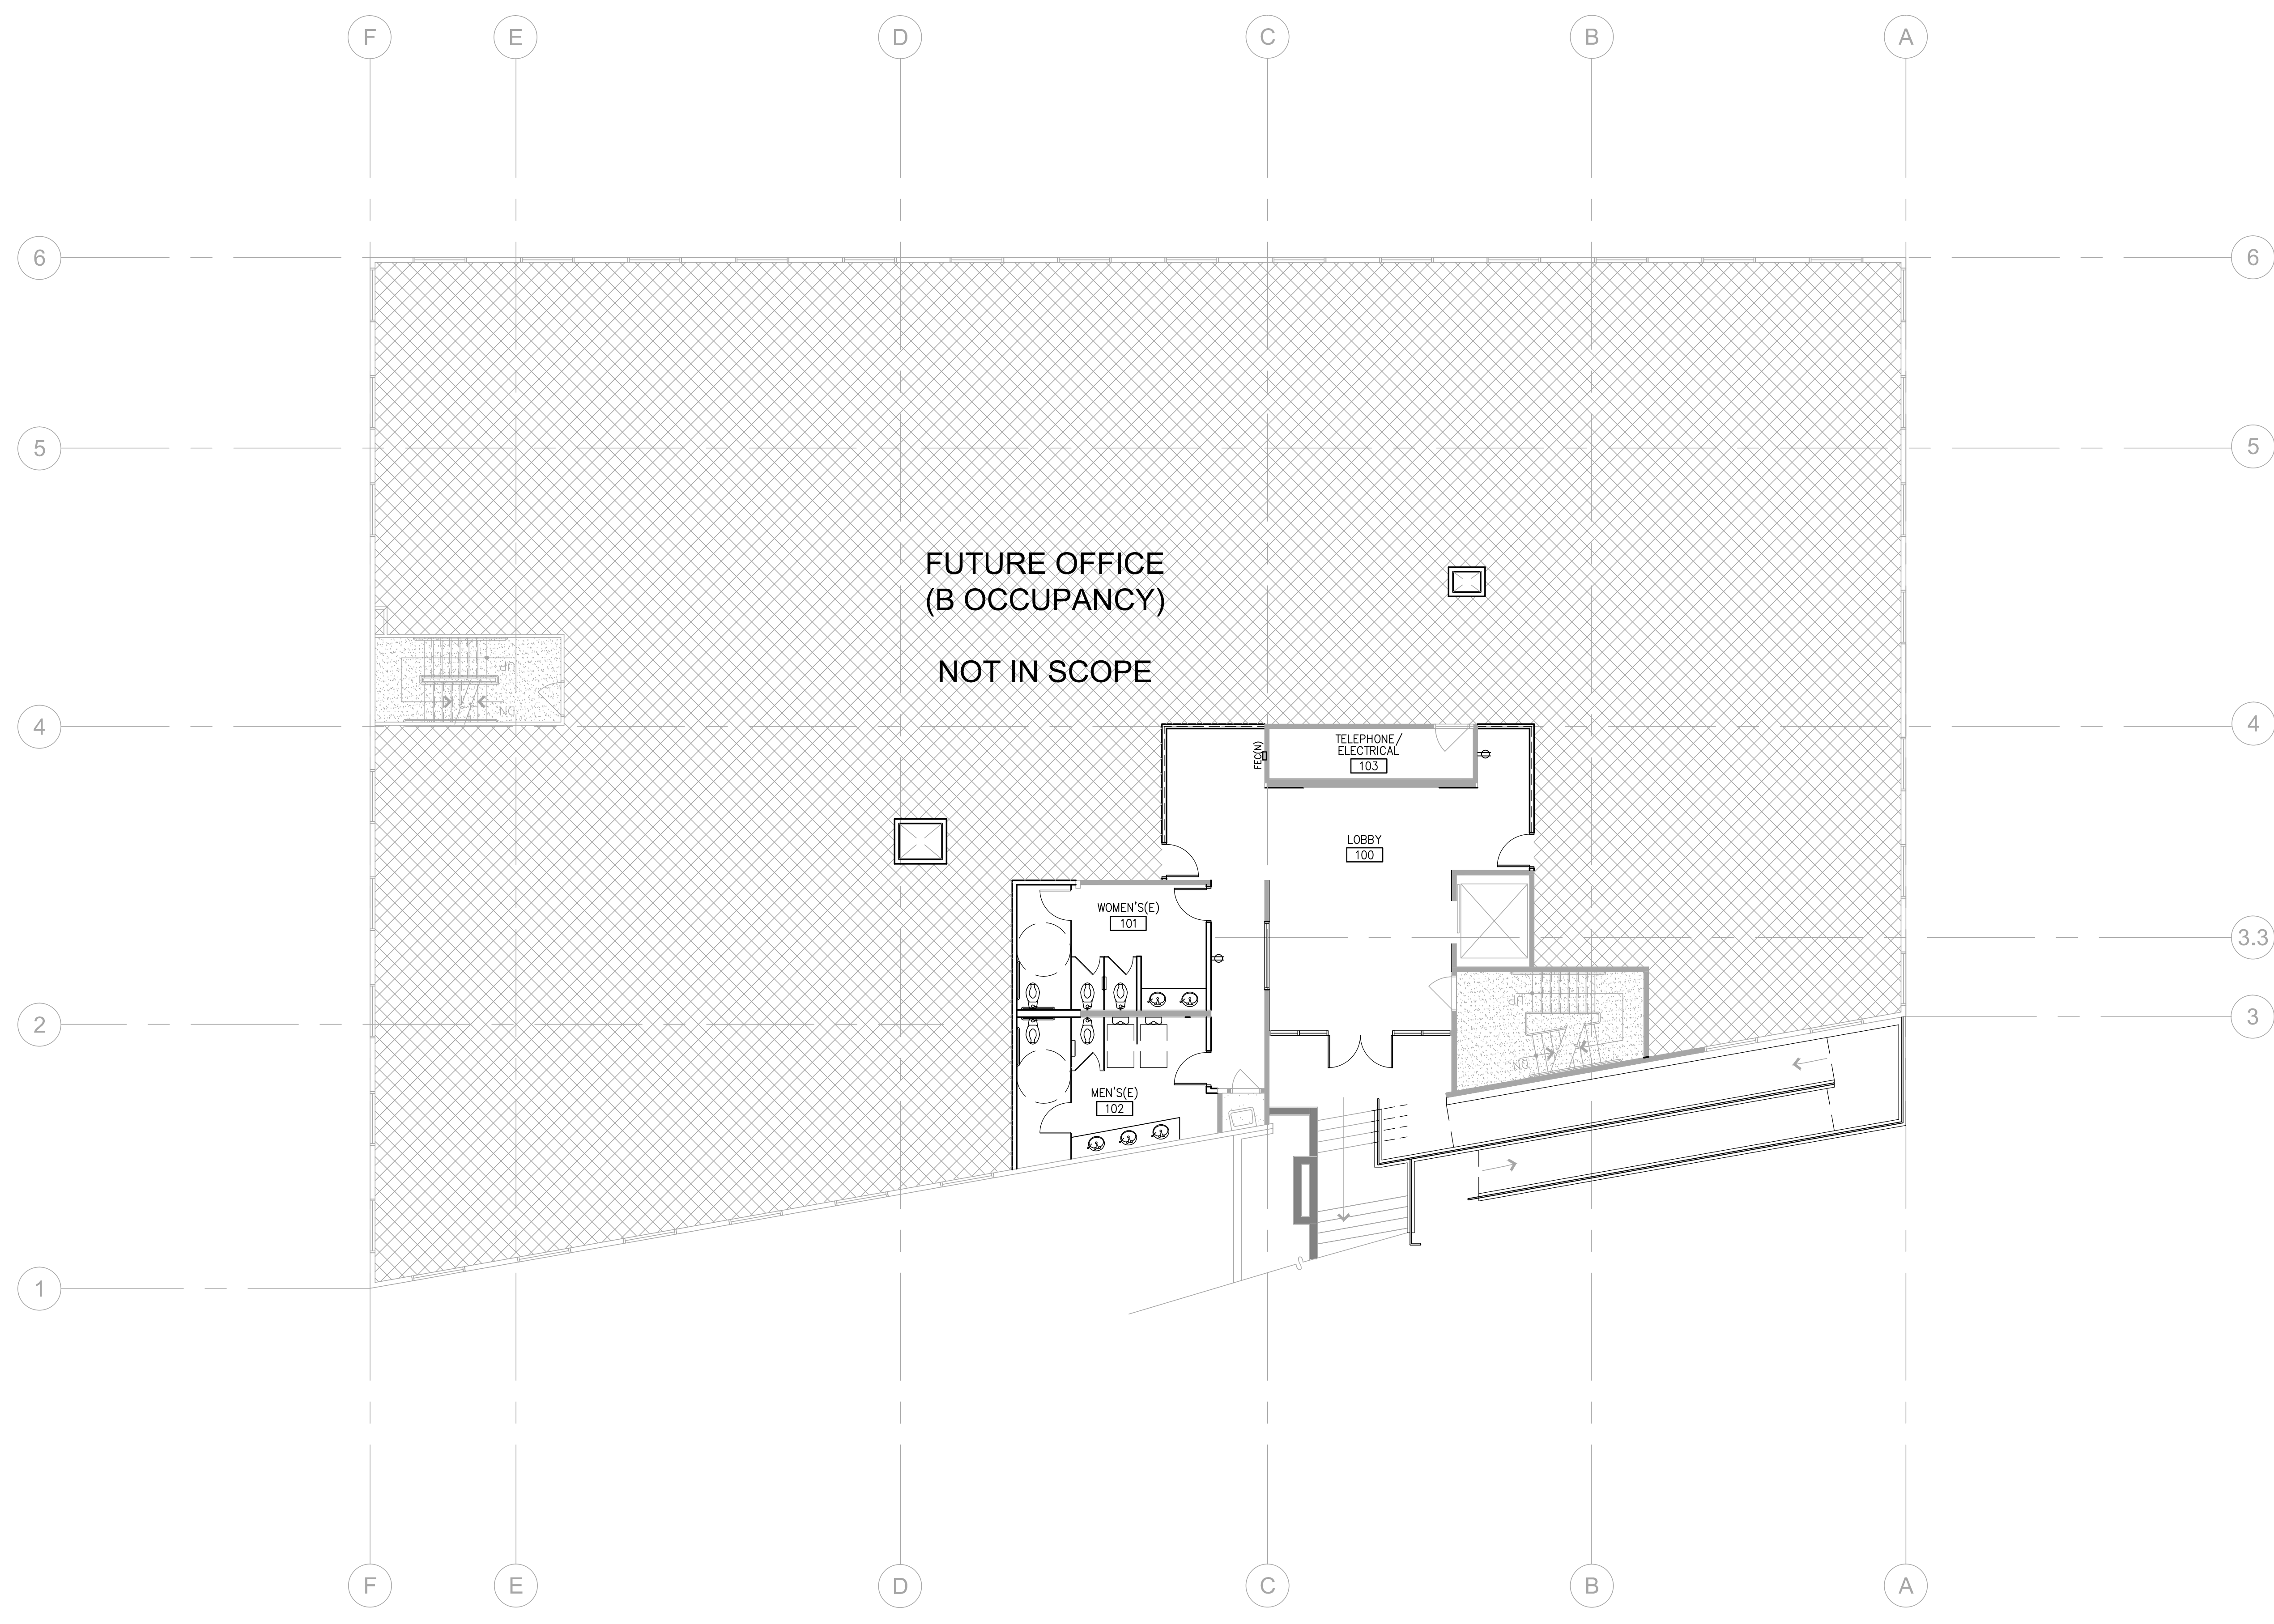 F E D C B A
6 6
5 5
FUTURE OFFICE
(B OCCUPANCY)
UP
NOT IN SCOPE
DN
4 4
TELEPHONE/
ELECTRICAL
103
FEC(N)
LOBBY
100
WOMEN'S(E)
101
3.3
UP
2 3
DN
MEN'S(E)
102
1
F E D C B A